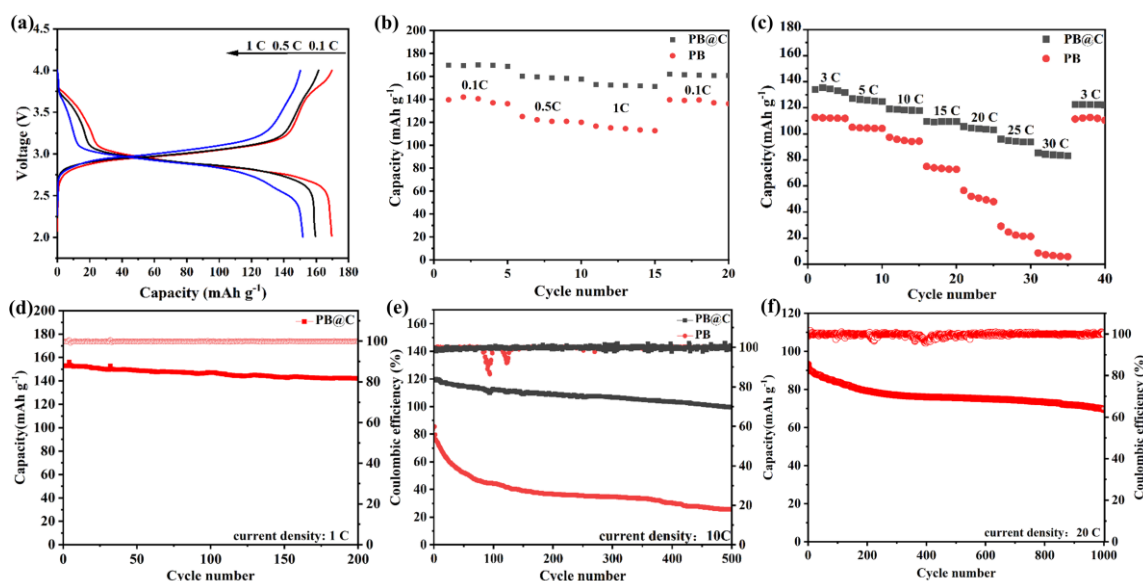 (a)
1 C 0.5 C 0.1 C
4.0
3.5
3.0
2.5
2.0
Voltage (V)
0 20 40 60 80 100 120 140 160 180
Capacity (mAh g-1)
(b)
200
180
160
140
120
100
80
60
40
20
0
Capacity (mAh g-1)
PB@C
PB
0.1C
0.5C
1C
0.1C
0 5 10 15 20
Cycle number
(c)
180
160
140
120
100
80
60
40
20
0
Capacity(mAh g-1)
PB@C
PB
3 C
5 C
10 C
15 C
20 C
25 C
30 C
3 C
0 10 20 30 40
Cycle number
(d)
200
180
160
140
120
100
80
60
40
20
0
Capacity(mAh g-1)
PB@C
100
80
60
40
20
0
Coulombic efficiency (%)
current density: 1 C
0 50 100 150 200
Cycle number
(e)
160
140
120
100
80
60
40
20
0
Capacity(mAh g-1)
PB@C
PB
100
80
60
40
20
0
Coulombic efficiency (%)
current density: 10C
0 100 200 300 400 500
Cycle number
(f)
120
110
100
80
60
40
20
0
Capacity(mAh g-1)
100
80
60
40
20
0
Coulombic efficiency (%)
current density: 20 C
0 200 400 600 800 1000
Cycle number